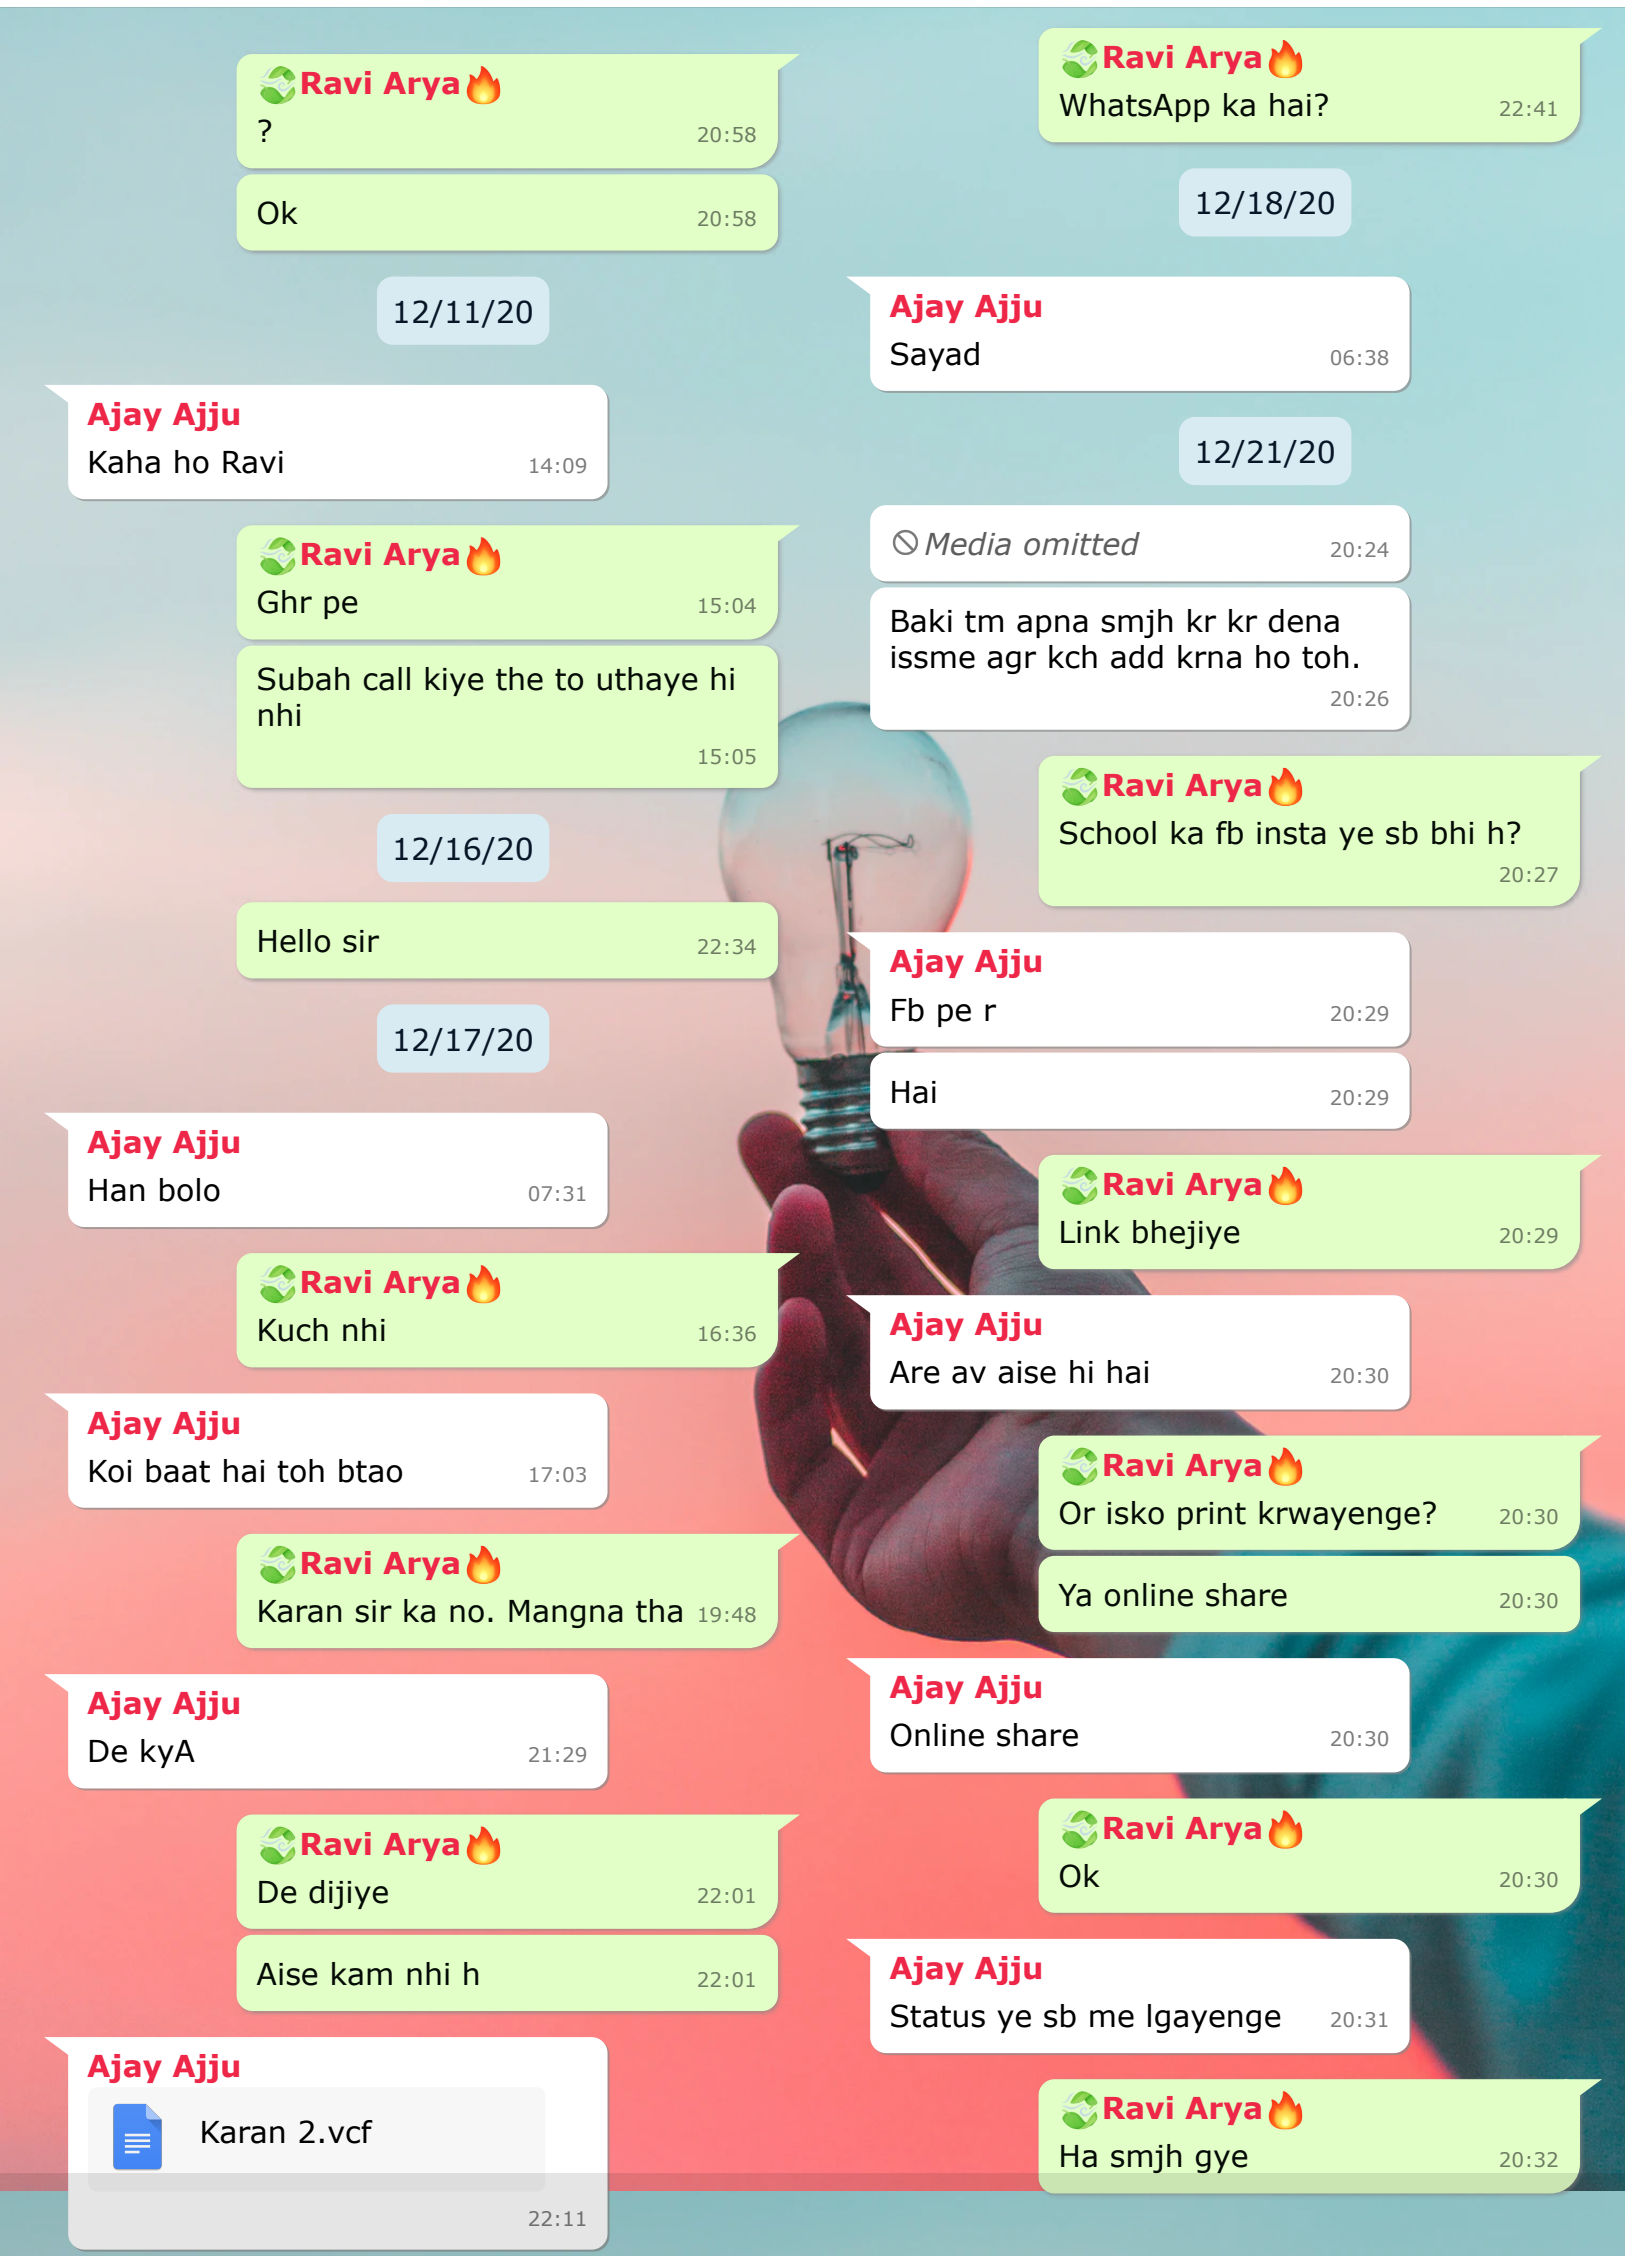 Ravi Arya🔥
?
20:58
Ok
20:58
12/11/20
Ajay Ajju
Kaha ho Ravi
14:09
Ravi Arya🔥
Ghr pe
15:04
Subah call kiye the to uthaye hi
nhi
15:05
12/16/20
Hello sir
22:34
12/17/20
Ajay Ajju
Han bolo
07:31
Ravi Arya🔥
Kuch nhi
16:36
Ajay Ajju
Koi baat hai toh btao
17:03
Ravi Arya🔥
Karan sir ka no. Mangna tha
19:48
Ajay Ajju
De kyA
21:29
Ravi Arya🔥
De dijiye
22:01
Aise kam nhi h
22:01
Ajay Ajju
Karan 2.vcf
22:11
Ravi Arya🔥
WhatsApp ka hai?
22:41
12/18/20
Ajay Ajju
Sayad
06:38
12/21/20
Media omitted
20:24
Baki tm apna smjh kr kr dena
issme agr kch add krna ho toh.
20:26
Ravi Arya🔥
School ka fb insta ye sb bhi h?
20:27
Ajay Ajju
Fb pe r
20:29
Hai
20:29
Ravi Arya🔥
Link bhejiye
20:29
Ajay Ajju
Are av aise hi hai
20:30
Ravi Arya🔥
Or isko print krwayenge?
20:30
Ya online share
20:30
Ajay Ajju
Online share
20:30
Ravi Arya🔥
Ok
20:30
Ajay Ajju
Status ye sb me lgayenge
20:31
Ravi Arya🔥
Ha smjh gye
20:32